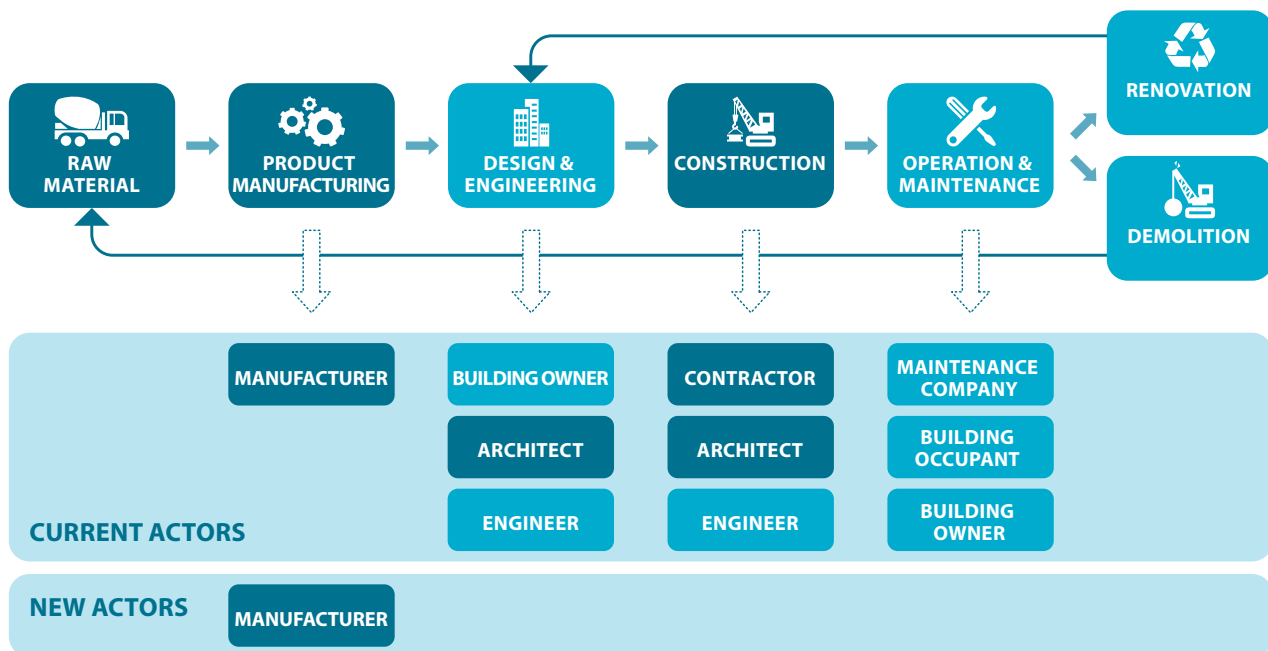 RENOVATION
RAW
MATERIAL
PRODUCT
MANUFACTURING
DESIGN &
ENGINEERING
CONSTRUCTION
OPERATION &
MAINTENANCE
DEMOLITION
MANUFACTURER
BUILDING OWNER
CONTRACTOR
MAINTENANCE
COMPANY
ARCHITECT
ARCHITECT
BUILDING
OCCUPANT
ENGINEER
ENGINEER
BUILDING
OWNER
CURRENT ACTORS
NEW ACTORS
MANUFACTURER